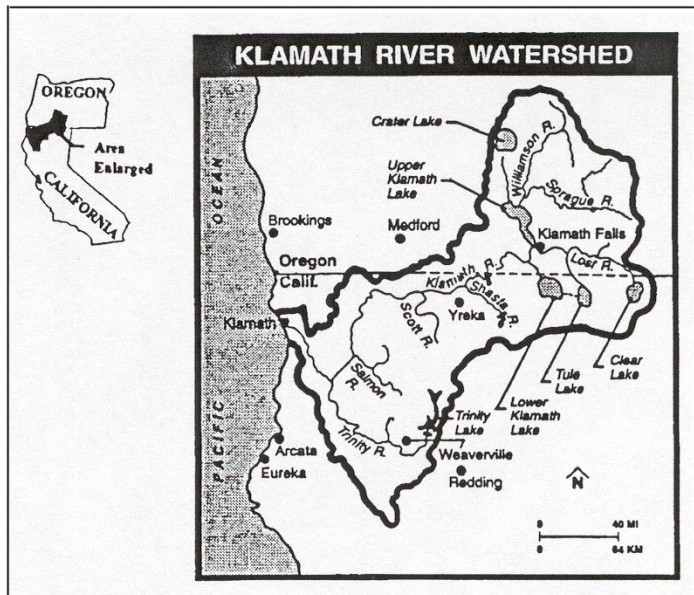 KLAMATH RIVER WATERSHED
OREGON
Area
Enlarged
CALIFORNIA
Crater Lake
Williamson R.
Upper
Klamath
Lake
Sprague R.
OCEAN
Brookings
Medford
Klamath Falls
Lost R.
Oregon
Calif.
Klamath R.
Shasta R.
Klamath
Scott R.
Yreka
Salmon
R.
Clear
Lake
Tule
Lake
Lower
Klamath
Lake
Trinity
Lake
Trinity R.
PACIFIC
Arcata
Eureka
Weaverville
Redding
N
0 40 MI
0 64 KM